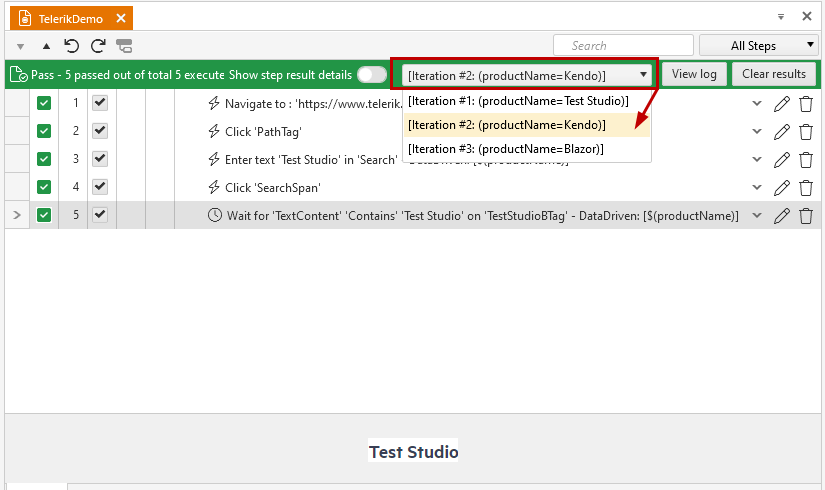 TelerikDemo
Search
All Steps
Pass - 5 passed out of total 5 execute Show step result details
[Iteration #2: (productName=Kendo)]
View log
Clear results
[Iteration #1: (productName=Test Studio)]
[Iteration #2: (productName=Kendo)]
[Iteration #3: (productName=Blazor)]
1 Navigate to : 'https://www.telerik.
2 Click 'PathTag'
3 Enter text 'Test Studio' in 'Search'
4 Click 'SearchSpan'
5 Wait for 'TextContent' 'Contains' 'Test Studio' on 'TestStudioBTag' - DataDriven: [$(productName)]
Test Studio